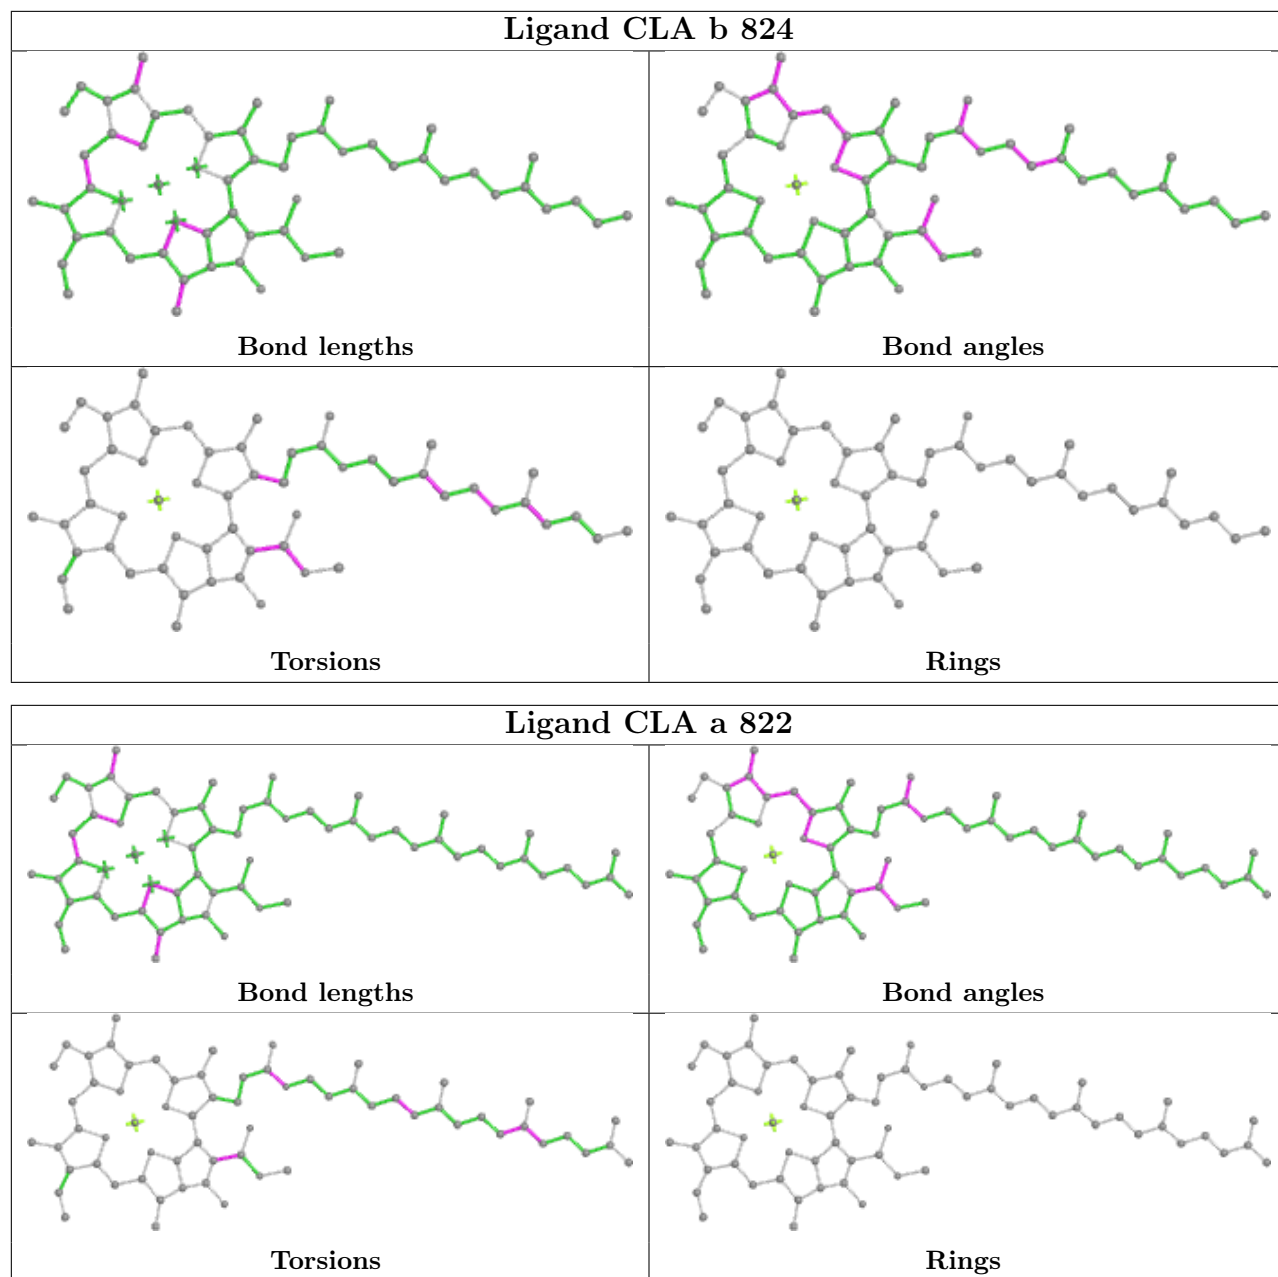 Ligand CLA b 824
Bond lengths
Bond angles
Torsions
Rings
Ligand CLA a 822
Bond lengths
Bond angles
Torsions
Rings